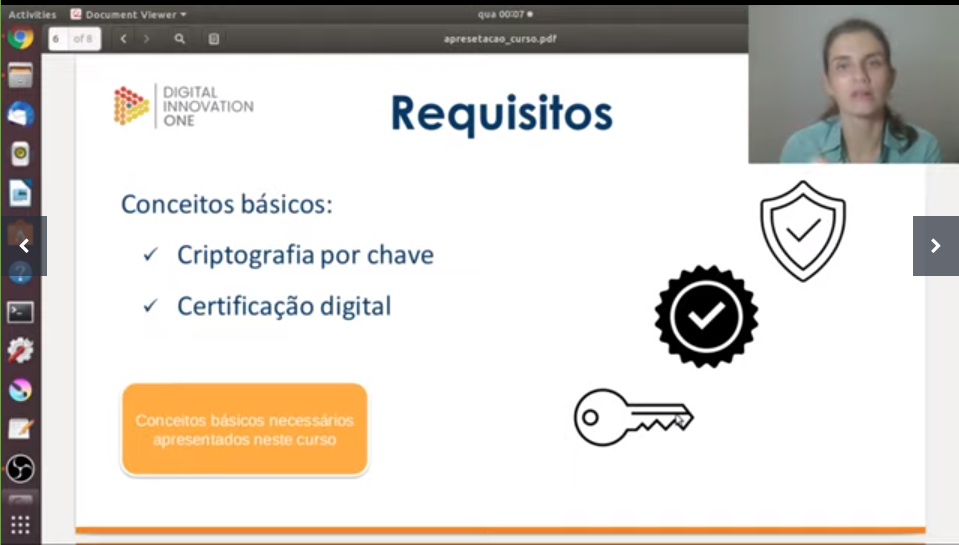 Activities
Document Viewer
qua 00:07
6 of 8
apresetacao_curso.pdf
DIGITAL
INNOVATION
ONE
Requisitos
Conceitos básicos:
✓ Criptografia por chave
✓ Certificação digital
Conceitos básicos necessários
apresentados neste curso